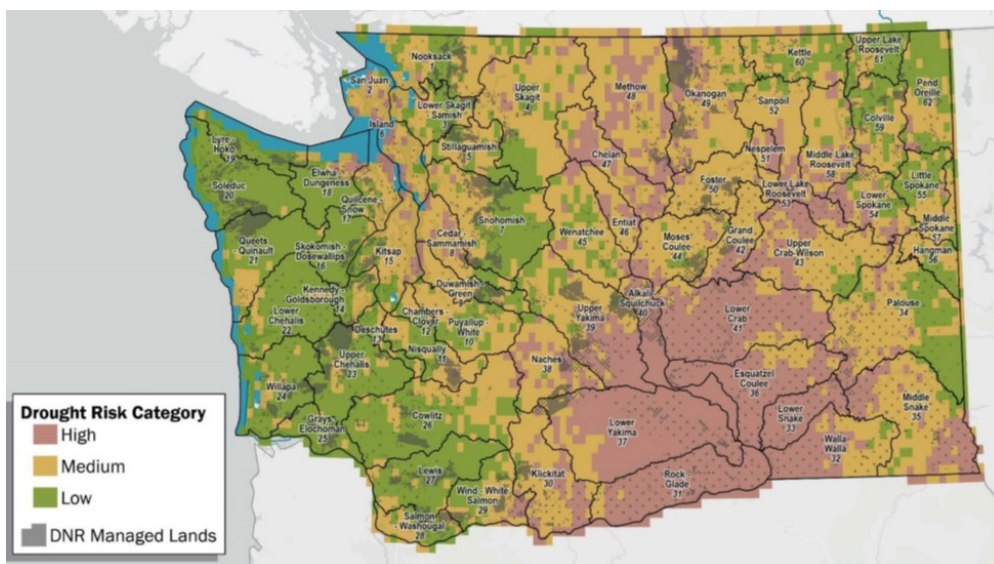 Nooksack
1
San Juan
2
Lower Skagit
- Samish
3
Upper
Skagit
4
Stillaguamish
5
Island
6
Snohomish
7
Cedar -
Sammamish
8
Duwamish -
Green
9
Puyallup -
White
10
Nisqually
11
Chambers -
Clover
12
Deschutes
13
Kennedy -
Goldsborough
14
Kitsap
15
Skokomish -
Dosewallips
16
Quilcene -
Snow
17
Elwha -
Dungeness
18
Lyre -
Hoko
19
Soleduc
20
Queets -
Quinault
21
Lower
Chehalis
22
Upper
Chehalis
23
Willapa
24
Grays -
Elochoman
25
Cowlitz
26
Lewis
27
Salmon
- Washougal
28
Wind - White
Salmon
29
Klickitat
30
Rock -
Glade
31
Walla
Walla
32
Lower
Snake
33
Palouse
34
Middle
Snake
35
Esquatzel
Coulee
36
Lower
Yakima
37
Naches
38
Upper
Yakima
39
Alkali -
Squilchuck
40
Lower
Crab
41
Grand
Coulee
42
Upper
Crab-Wilson
43
Moses
Coulee
44
Wenatchee
45
Entiat
46
Chelan
47
Methow
48
Okanogan
49
Foster
50
Nespelem
51
Sanpoil
52
Lower Lake
Roosevelt
53
Lower
Spokane
54
Little
Spokane
55
Hangman
56
Middle
Spokane
57
Middle Lake
Roosevelt
58
Colville
59
Kettle
60
Upper Lake
Roosevelt
61
Pend
Oreille
62
Drought Risk Category
High
Medium
Low
DNR Managed Lands